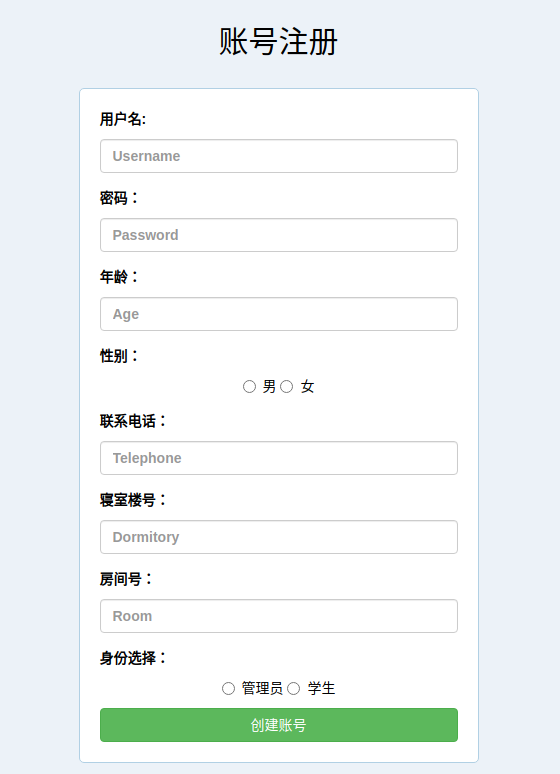 账号注册
用户名:
Username
密码：
Password
年龄：
Age
性别：
男 女
联系电话：
Telephone
寝室楼号：
Dormitory
房间号：
Room
身份选择：
管理员 学生
创建账号